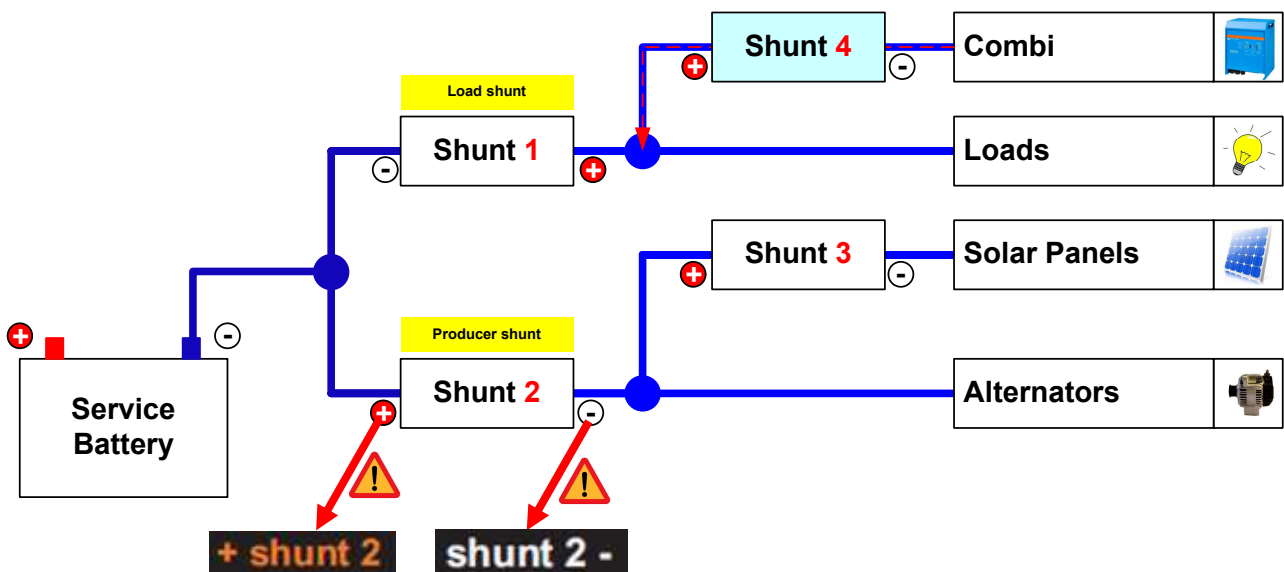 Shunt 4
Combi
+
-
Load shunt
Shunt 1
Loads
-
+
Shunt 3
Solar Panels
+
-
+
-
Producer shunt
Shunt 2
Alternators
Service
Battery
+
-
+ shunt 2
shunt 2 -